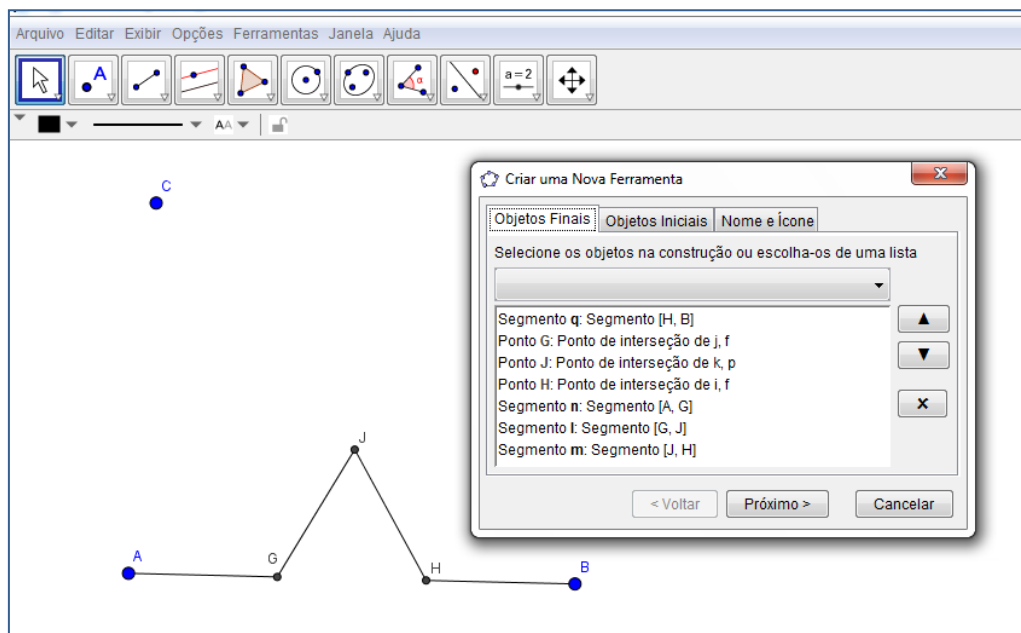 Arquivo Editar Exibir Opções Ferramentas Janela Ajuda
A
α
a=2
AA
C
Criar uma Nova Ferramenta
X
Objetos Finais Objetos Iniciais Nome e Ícone
Selecione os objetos na construção ou escolha-os de uma lista
Segmento q: Segmento [H, B]
Ponto G: Ponto de interseção de j, f
Ponto J: Ponto de interseção de k, p
Ponto H: Ponto de interseção de i, f
Segmento n: Segmento [A, G]
Segmento l: Segmento [G, J]
Segmento m: Segmento [J, H]
X
< Voltar Próximo > Cancelar
J
A G H B